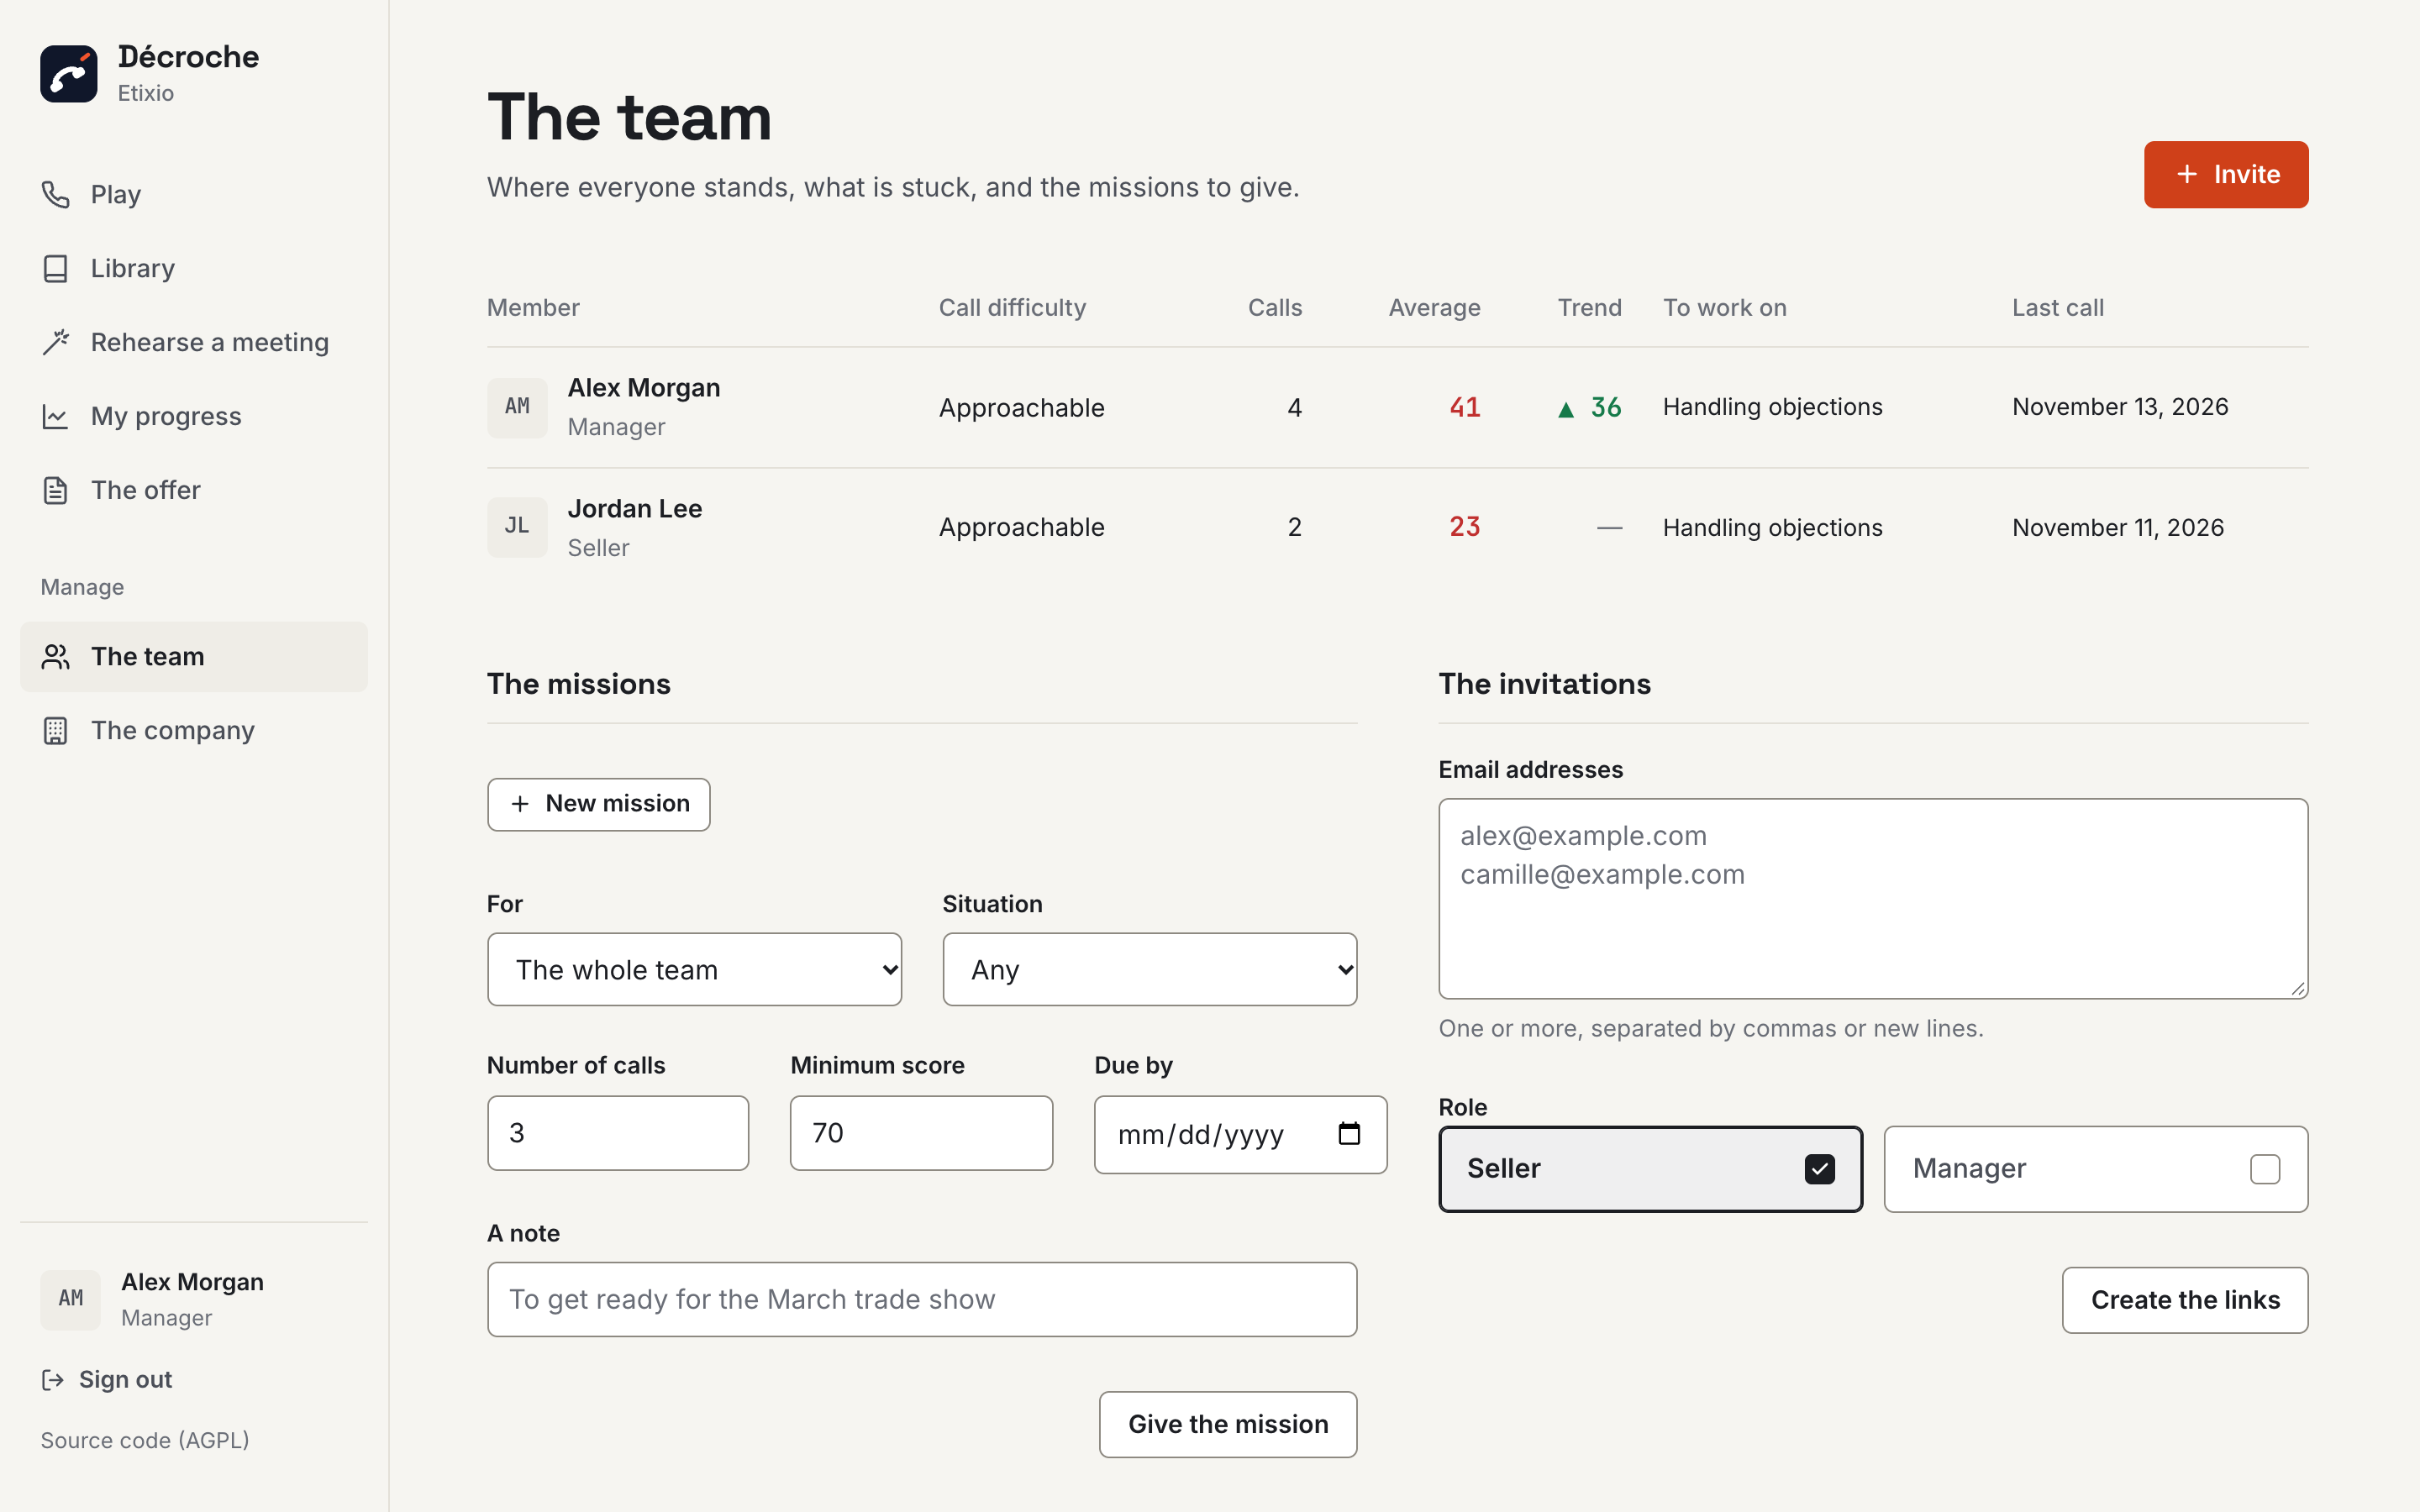 Décroche
Etixio
Play
Library
Rehearse a meeting
My progress
The offer
Manage
The team
The company
AM
Alex Morgan
Manager
Sign out
Source code (AGPL)
The team
Where everyone stands, what is stuck, and the missions to give.
+ Invite
Member Call difficulty Calls Average Trend To work on Last call
AM Alex Morgan Manager Approachable 4 41 ▲ 36 Handling objections November 13, 2026
JL Jordan Lee Seller Approachable 2 23 — Handling objections November 11, 2026
The missions
+ New mission
For Situation
The whole team Any
Number of calls Minimum score Due by
3 70 mm/dd/yyyy
A note
To get ready for the March trade show
Give the mission
The invitations
Email addresses
alex@example.com
camille@example.com
One or more, separated by commas or new lines.
Role
Seller Manager
Create the links